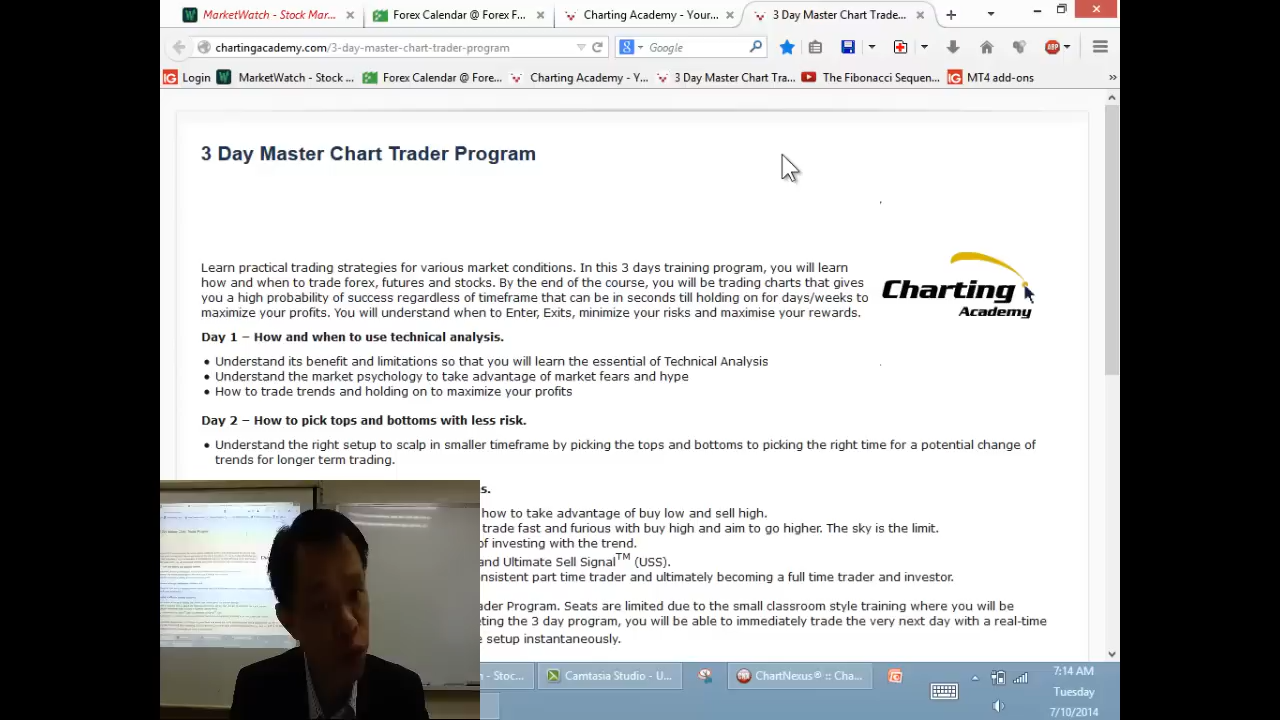 MarketWatch - Stock Mar...
Forex Calendar @ Forex F...
Charting Academy - Your...
3 Day Master Chart Trade...
chartingacademy.com/3-day-master-chart-trader-program
Google
Login
MarketWatch - Stock ...
Forex Calendar @ Fore...
Charting Academy - Y...
3 Day Master Chart Tra...
The Fibonacci Sequen...
MT4 add-ons
3 Day Master Chart Trader Program
Learn practical trading strategies for various market conditions. In this 3 days training program, you will learn
how and when to trade forex, futures and stocks. By the end of the course, you will be trading charts that gives
you a high probability of success regardless of timeframe that can be in seconds till holding on for days/weeks to
maximize your profits. You will understand when to Enter, Exits, minimize your risks and maximise your rewards.
Charting
Academy
Day 1 – How and when to use technical analysis.
Understand its benefit and limitations so that you will learn the essential of Technical Analysis
Understand the market psychology to take advantage of market fears and hype
How to trade trends and holding on to maximize your profits
Day 2 – How to pick tops and bottoms with less risk.
Understand the right setup to scalp in smaller timeframe by picking the tops and bottoms to picking the right time for a potential change of
trends for longer term trading.
s.
how to take advantage of buy low and sell high.
trade fast and furious with buy high and aim to go higher. The sky is the limit.
of investing with the trend.
nd Ultimate Sell Signal
consistent part time income ultimately becoming a full time trader and investor.
Free Repeat Session
to the small classroom style training where you will be
ng the 3 day program, you will be able to immediately trade the very next day with a real-time
setup instantaneously.
- Stoc...
Camtasia Studio - U...
ChartNexus® :: Cha...
7:14 AM
Tuesday
7/10/2014